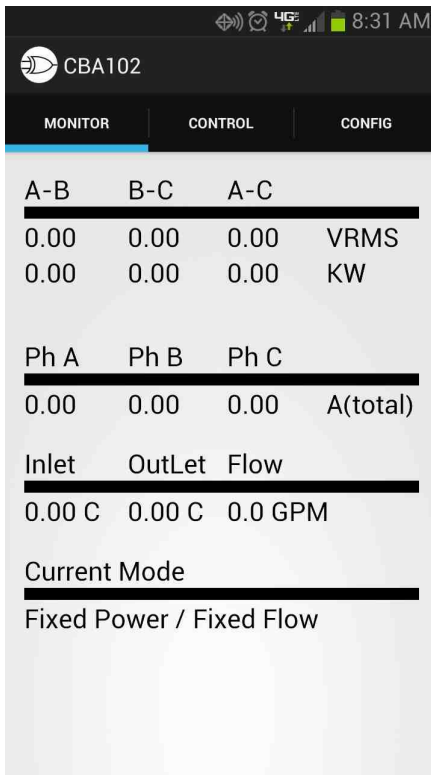 4G 8:31 AM
CBA102
MONITOR CONTROL CONFIG
A-B B-C A-C
0.00 0.00 0.00 VRMS
0.00 0.00 0.00 KW
Ph A Ph B Ph C
0.00 0.00 0.00 A(total)
Inlet OutLet Flow
0.00 C 0.00 C 0.0 GPM
Current Mode
Fixed Power / Fixed Flow